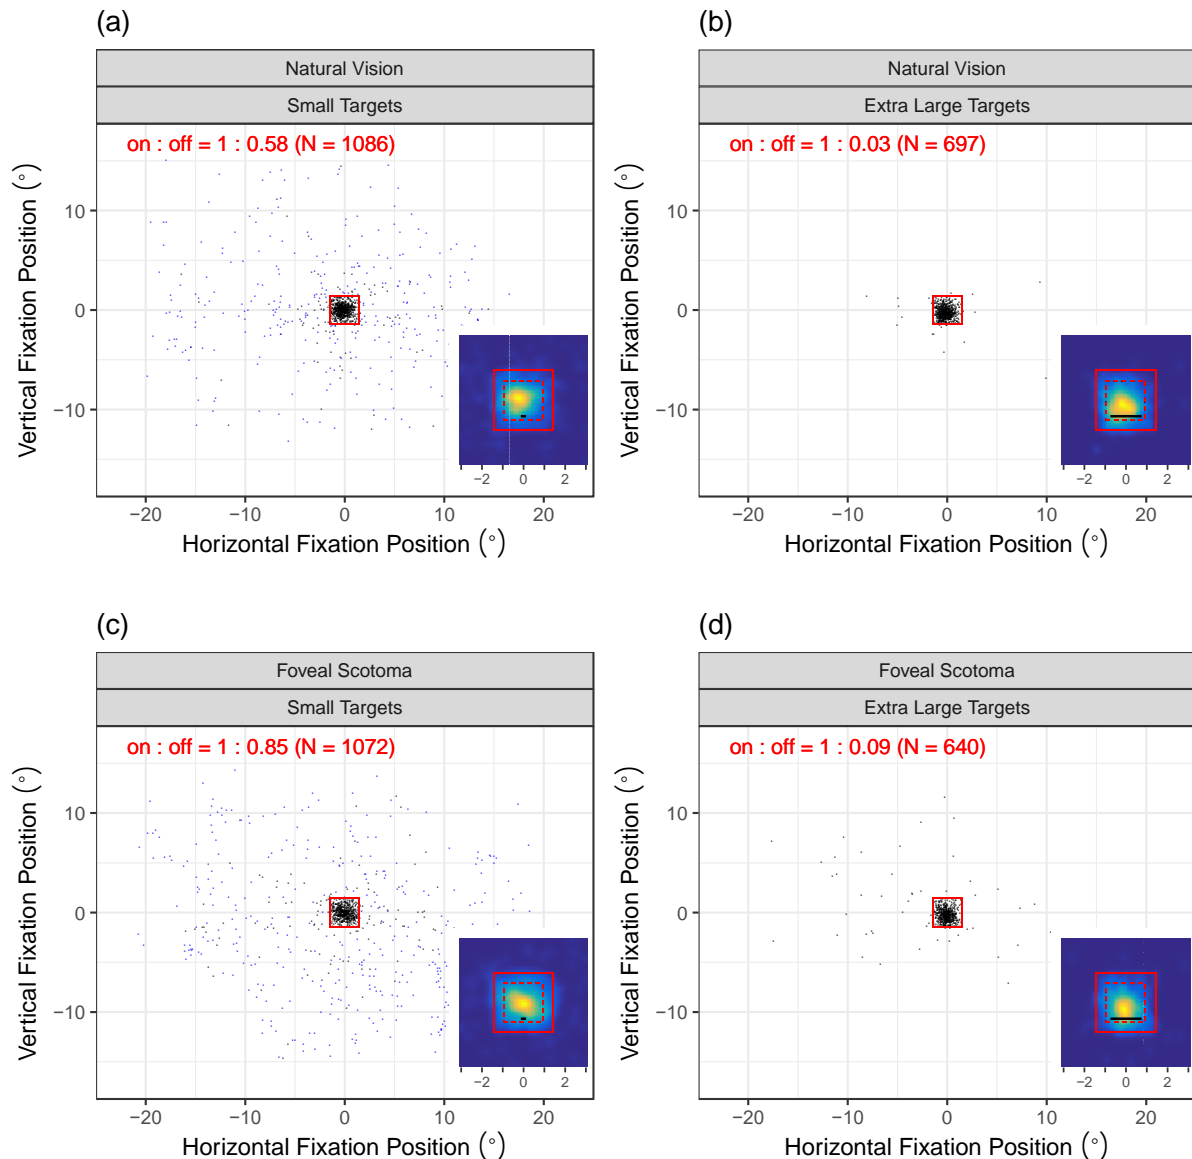 (a)
Natural Vision
Small Targets
on : off = 1 : 0.58 (N = 1086)
Vertical Fixation Position (°)
10
0
−10
−2 0 2
−20 −10 0 10 20
Horizontal Fixation Position (°)
(b)
Natural Vision
Extra Large Targets
on : off = 1 : 0.03 (N = 697)
Vertical Fixation Position (°)
10
0
−10
−2 0 2
−20 −10 0 10 20
Horizontal Fixation Position (°)
(c)
Foveal Scotoma
Small Targets
on : off = 1 : 0.85 (N = 1072)
Vertical Fixation Position (°)
10
0
−10
−2 0 2
−20 −10 0 10 20
Horizontal Fixation Position (°)
(d)
Foveal Scotoma
Extra Large Targets
on : off = 1 : 0.09 (N = 640)
Vertical Fixation Position (°)
10
0
−10
−2 0 2
−20 −10 0 10 20
Horizontal Fixation Position (°)